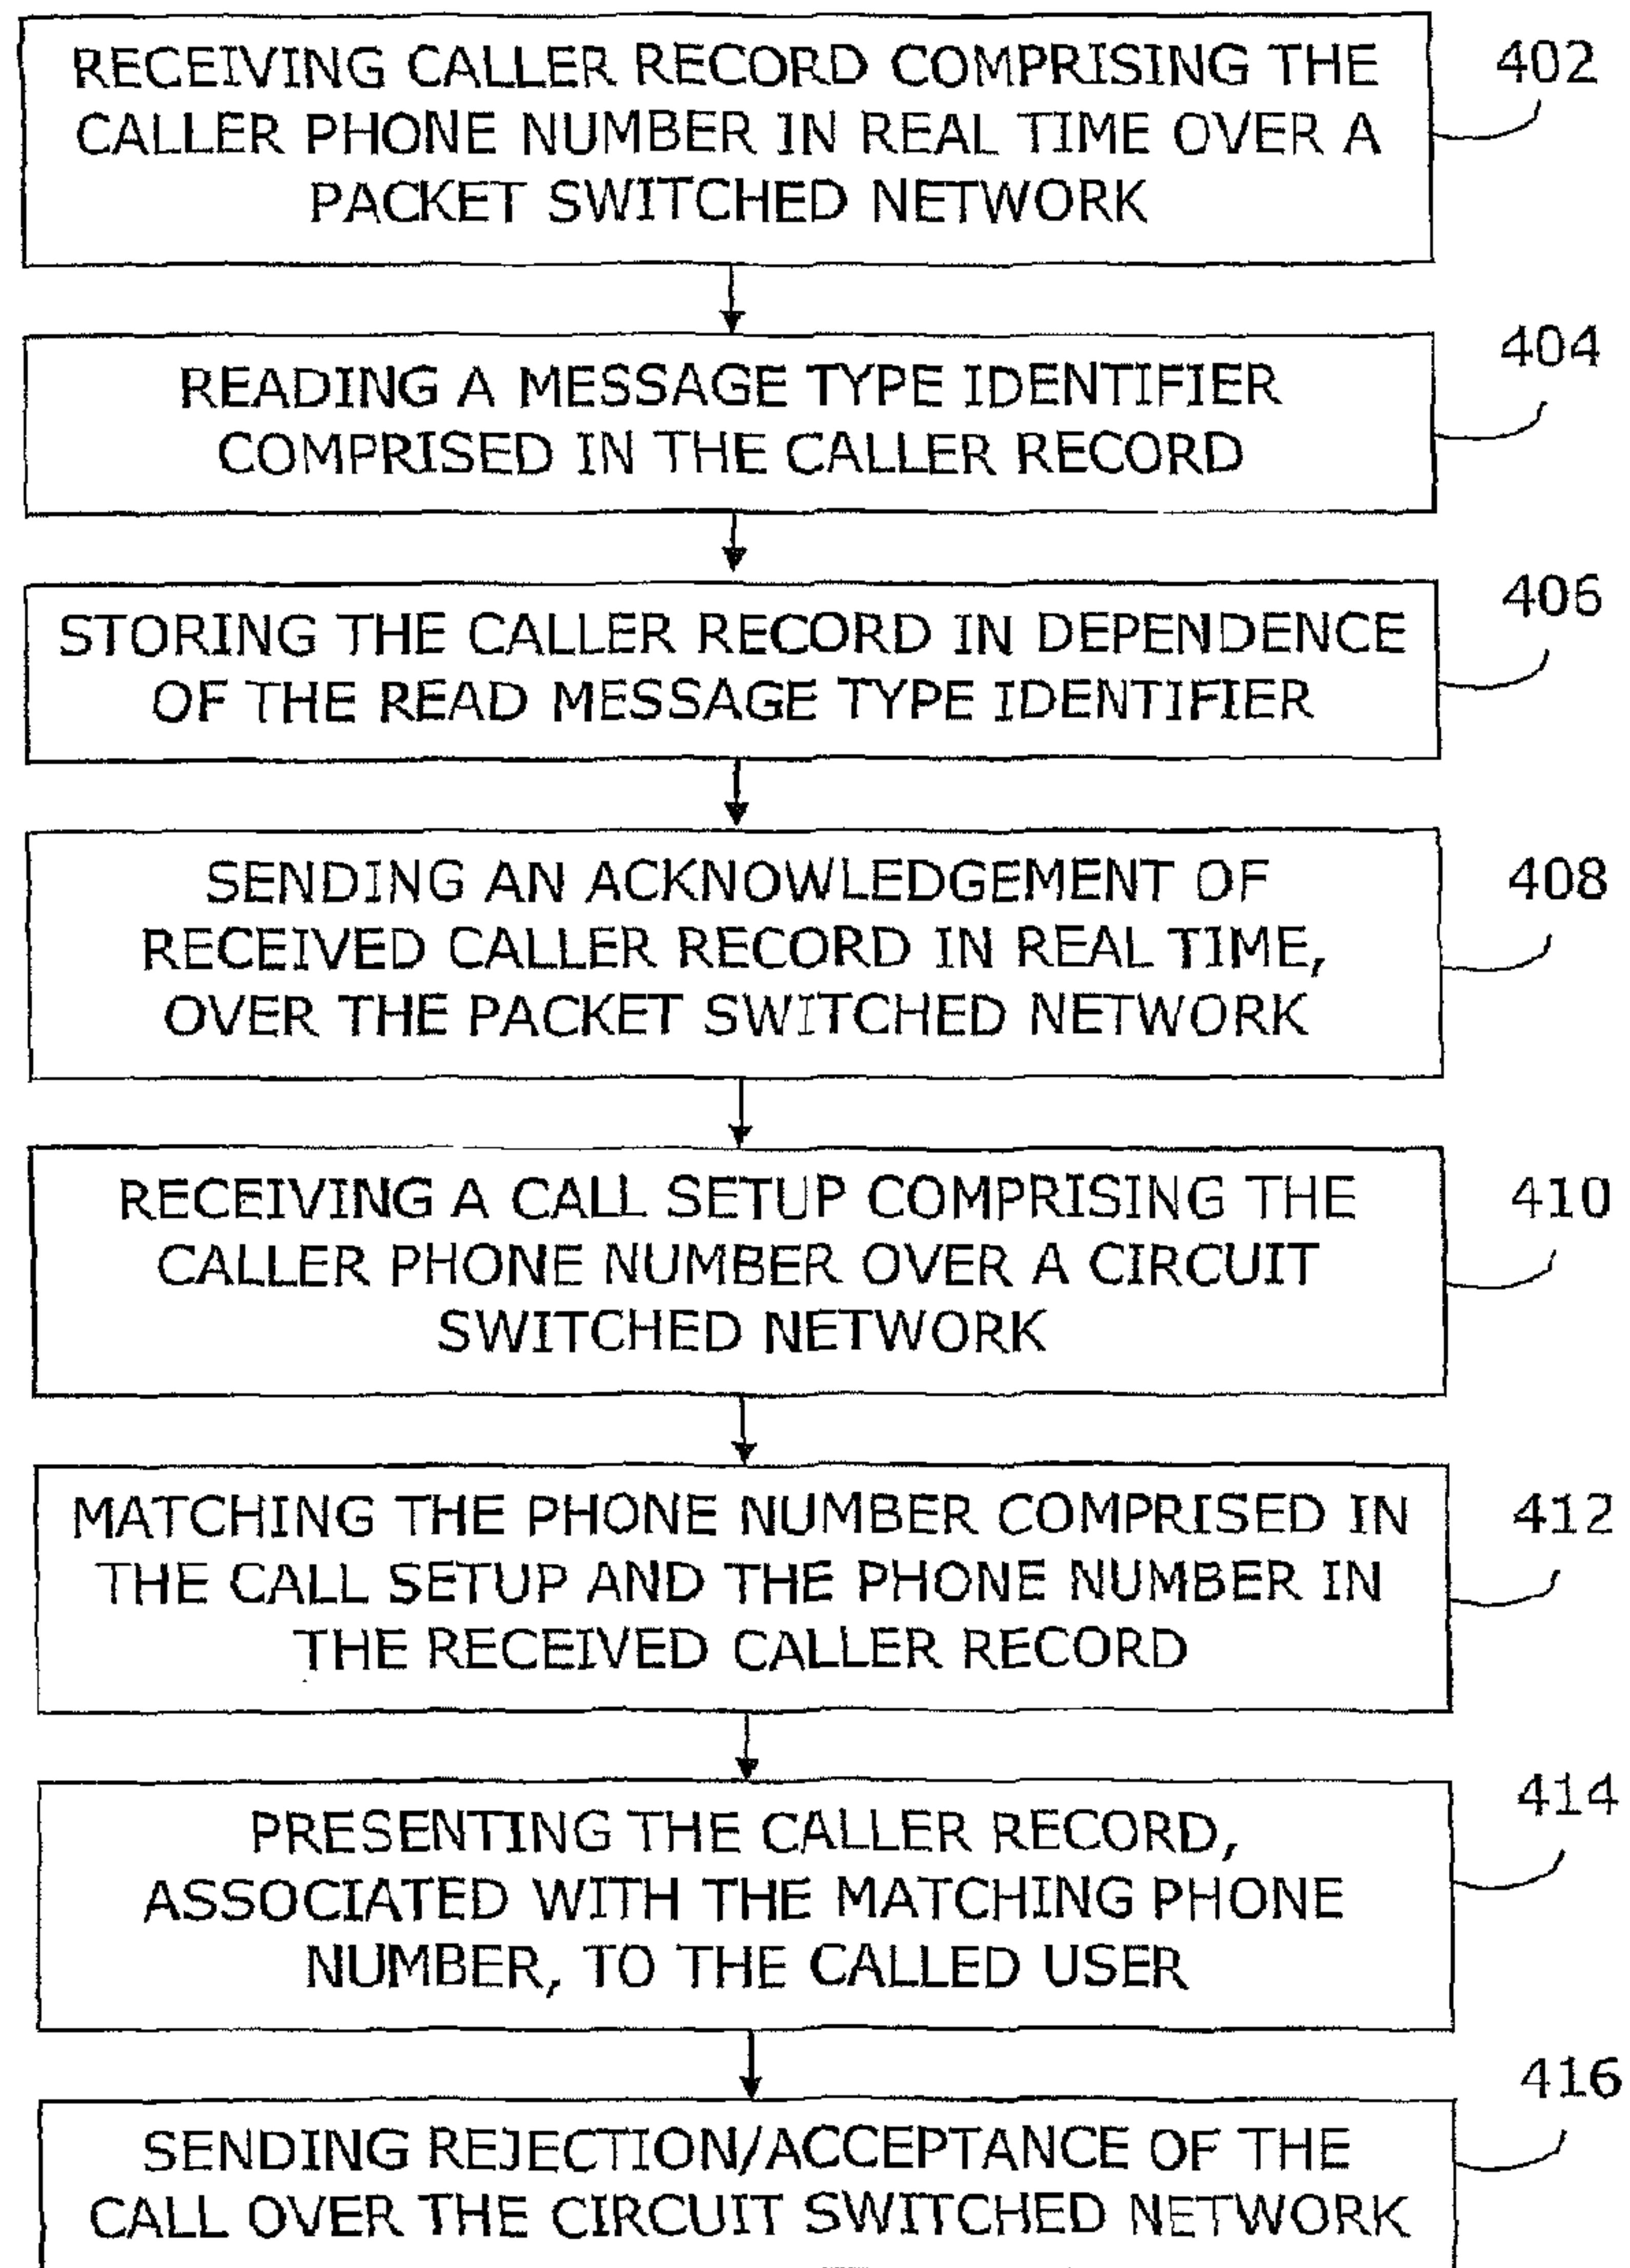 RECEIVING CALLER RECORD COMPRISING THE
CALLER PHONE NUMBER IN REAL TIME OVER A
PACKET SWITCHED NETWORK
402
READING A MESSAGE TYPE IDENTIFIER
COMPRISED IN THE CALLER RECORD
404
STORING THE CALLER RECORD IN DEPENDENCE
OF THE READ MESSAGE TYPE IDENTIFIER
406
SENDING AN ACKNOWLEDGEMENT OF
RECEIVED CALLER RECORD IN REAL TIME,
OVER THE PACKET SWITCHED NETWORK
408
RECEIVING A CALL SETUP COMPRISING THE
CALLER PHONE NUMBER OVER A CIRCUIT
SWITCHED NETWORK
410
MATCHING THE PHONE NUMBER COMPRISED IN
THE CALL SETUP AND THE PHONE NUMBER IN
THE RECEIVED CALLER RECORD
412
PRESENTING THE CALLER RECORD,
ASSOCIATED WITH THE MATCHING PHONE
NUMBER, TO THE CALLED USER
414
SENDING REJECTION/ACCEPTANCE OF THE
CALL OVER THE CIRCUIT SWITCHED NETWORK
416